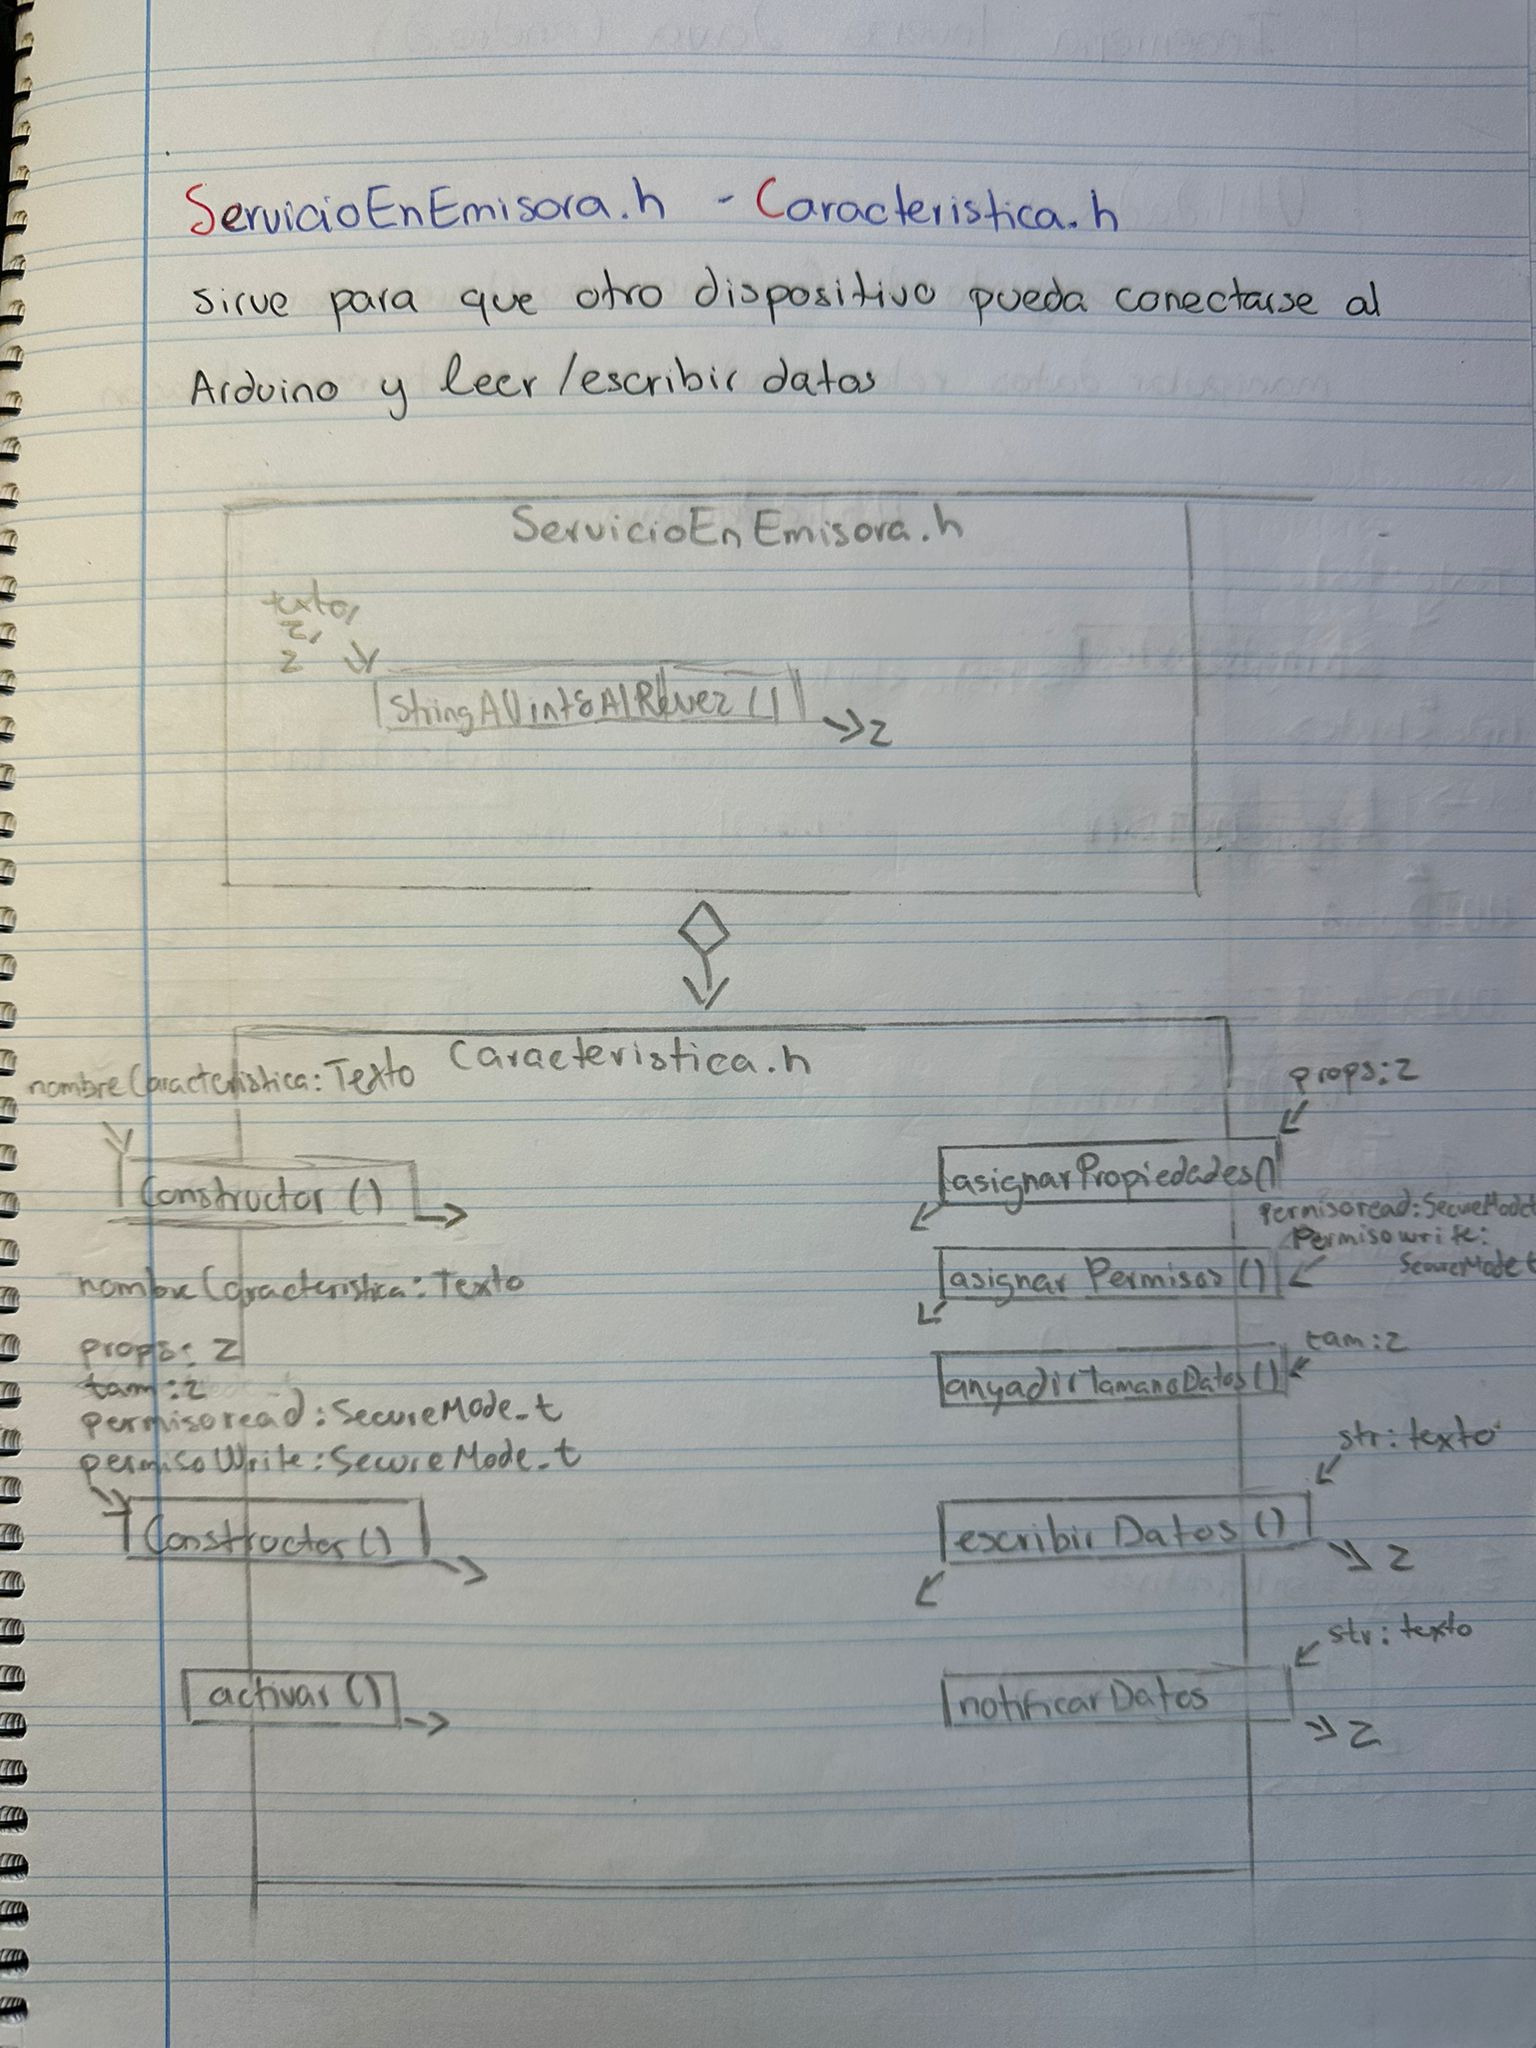 ServicioEnEmisora.h - Caracteristica.h
sirve para que otro dispositivo pueda conectarse al
Arduino y leer/escribir datos
ServicioEnEmisora.h
texto,
Z,
Z
StringAUint8AlRevez()
Z
Caracteristica.h
nombreCaracteristica: Texto
Constructor()
nombreCaracteristica: Texto
props: Z
tam: Z
permisoread: SecureMode_t
permisoWrite: SecureMode_t
Constructor()
activar()
props: Z
asignarPropiedades()
permisoread: SecureMode_t
Permisowrite:
SecureMode_t
asignarPermisos()
tam: Z
anyadirTamanoDatos()
str: texto
escribirDatos()
Z
str: texto
notificarDatos
Z